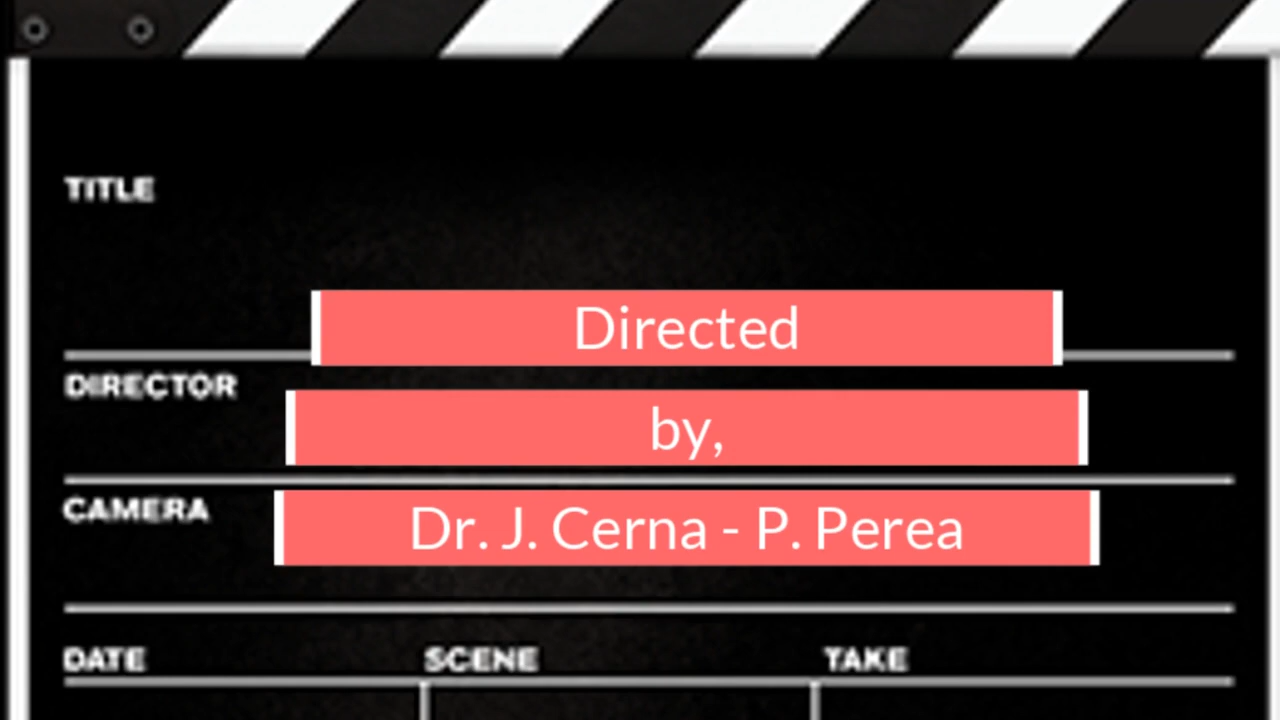 TITLE
Directed
DIRECTOR
by,
CAMERA
Dr. J. Cerna - P. Perea
DATE SCENE TAKE